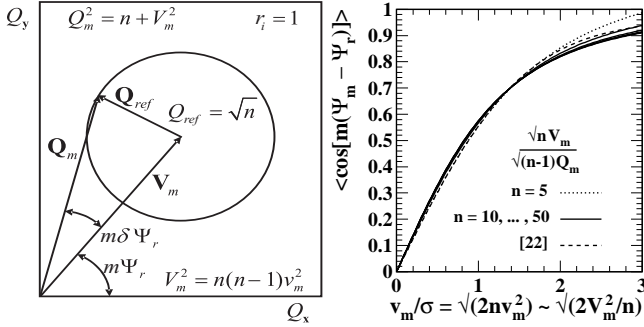 Q_y
Q_m^2 = n + V_m^2
r_i = 1
Q_ref
Q_ref = √n
Q_m
V_m
mδΨ_r
mΨ_r
V_m^2 = n(n−1)v_m^2
Q_x
<cos[m(Ψ_m − Ψ_r)]>
1
0.9
0.8
0.7
0.6
0.5
0.4
0.3
0.2
0.1
0
√nV_m
√(n-1)Q_m
n = 5
n = 10, ... , 50
[22]
0 1 2 3
v_m/σ = √(2nv_m^2) ~ √(2V_m^2/n)